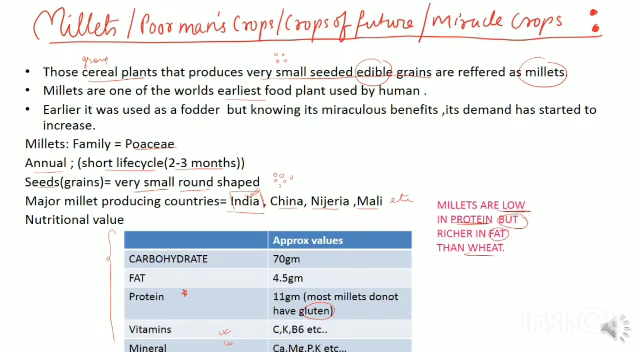 Millets / Poor man's Crops / Crops of future / Miracle Crops :
group
• Those cereal plants that produces very small seeded edible grains are reffered as millets.
• Millets are one of the worlds earliest food plant used by human .
• Earlier it was used as a fodder but knowing its miraculous benefits ,its demand has started to
increase.
Millets: Family = Poaceae
Annual ; (short lifecycle(2-3 months))
Seeds(grains)= very small round shaped
Major millet producing countries= India, China, Nijeria ,Mali etc
Nutritional value
MILLETS ARE LOW
IN PROTEIN BUT
RICHER IN FAT
THAN WHEAT.
Approx values
CARBOHYDRATE 70gm
FAT 4.5gm
Protein * 11gm (most millets donot
have gluten)
Vitamins C,K,B6 etc..
Mineral Ca,Mg,P,K etc...
InShOt